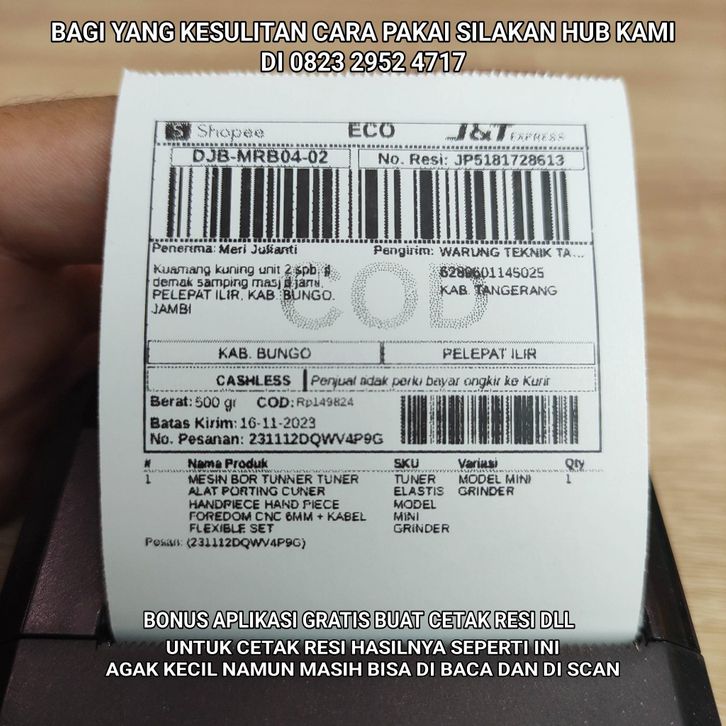 BAGI YANG KESULITAN CARA PAKAI SILAKAN HUB KAMI
DI 0823 2952 4717
S Shopee ECO J&T EXPRESS
DJB-MRB04-02 No. Resi: JP5181728613
Penerima: Meri Julianti Pengirim: WARUNG TEKNIK TA...
Kuamang kuning unit 2 spb 6289601145025
demak samping masjid jami, KAB. TANGERANG
PELEPAT ILIR, KAB. BUNGO,
JAMBI
COD
KAB. BUNGO PELEPAT ILIR
CASHLESS Penjual tidak perlu bayar ongkir ke Kurir
Berat: 500 gr COD: Rp149824
Batas Kirim: 16-11-2023
No. Pesanan: 231112DQWV4P9G
# Nama Produk SKU Variasi Qty
1 MESIN BOR TUNNER TUNER TUNER MODEL MINI 1
ALAT PORTING CUNER ELASTIS GRINDER
HANDPIECE HAND PIECE MODEL
FOREDOM CNC 6MM + KABEL MINI
FLEXIBLE SET GRINDER
Pesan: (231112DQWV4P9G)
BONUS APLIKASI GRATIS BUAT CETAK RESI DLL
UNTUK CETAK RESI HASILNYA SEPERTI INI
AGAK KECIL NAMUN MASIH BISA DI BACA DAN DI SCAN